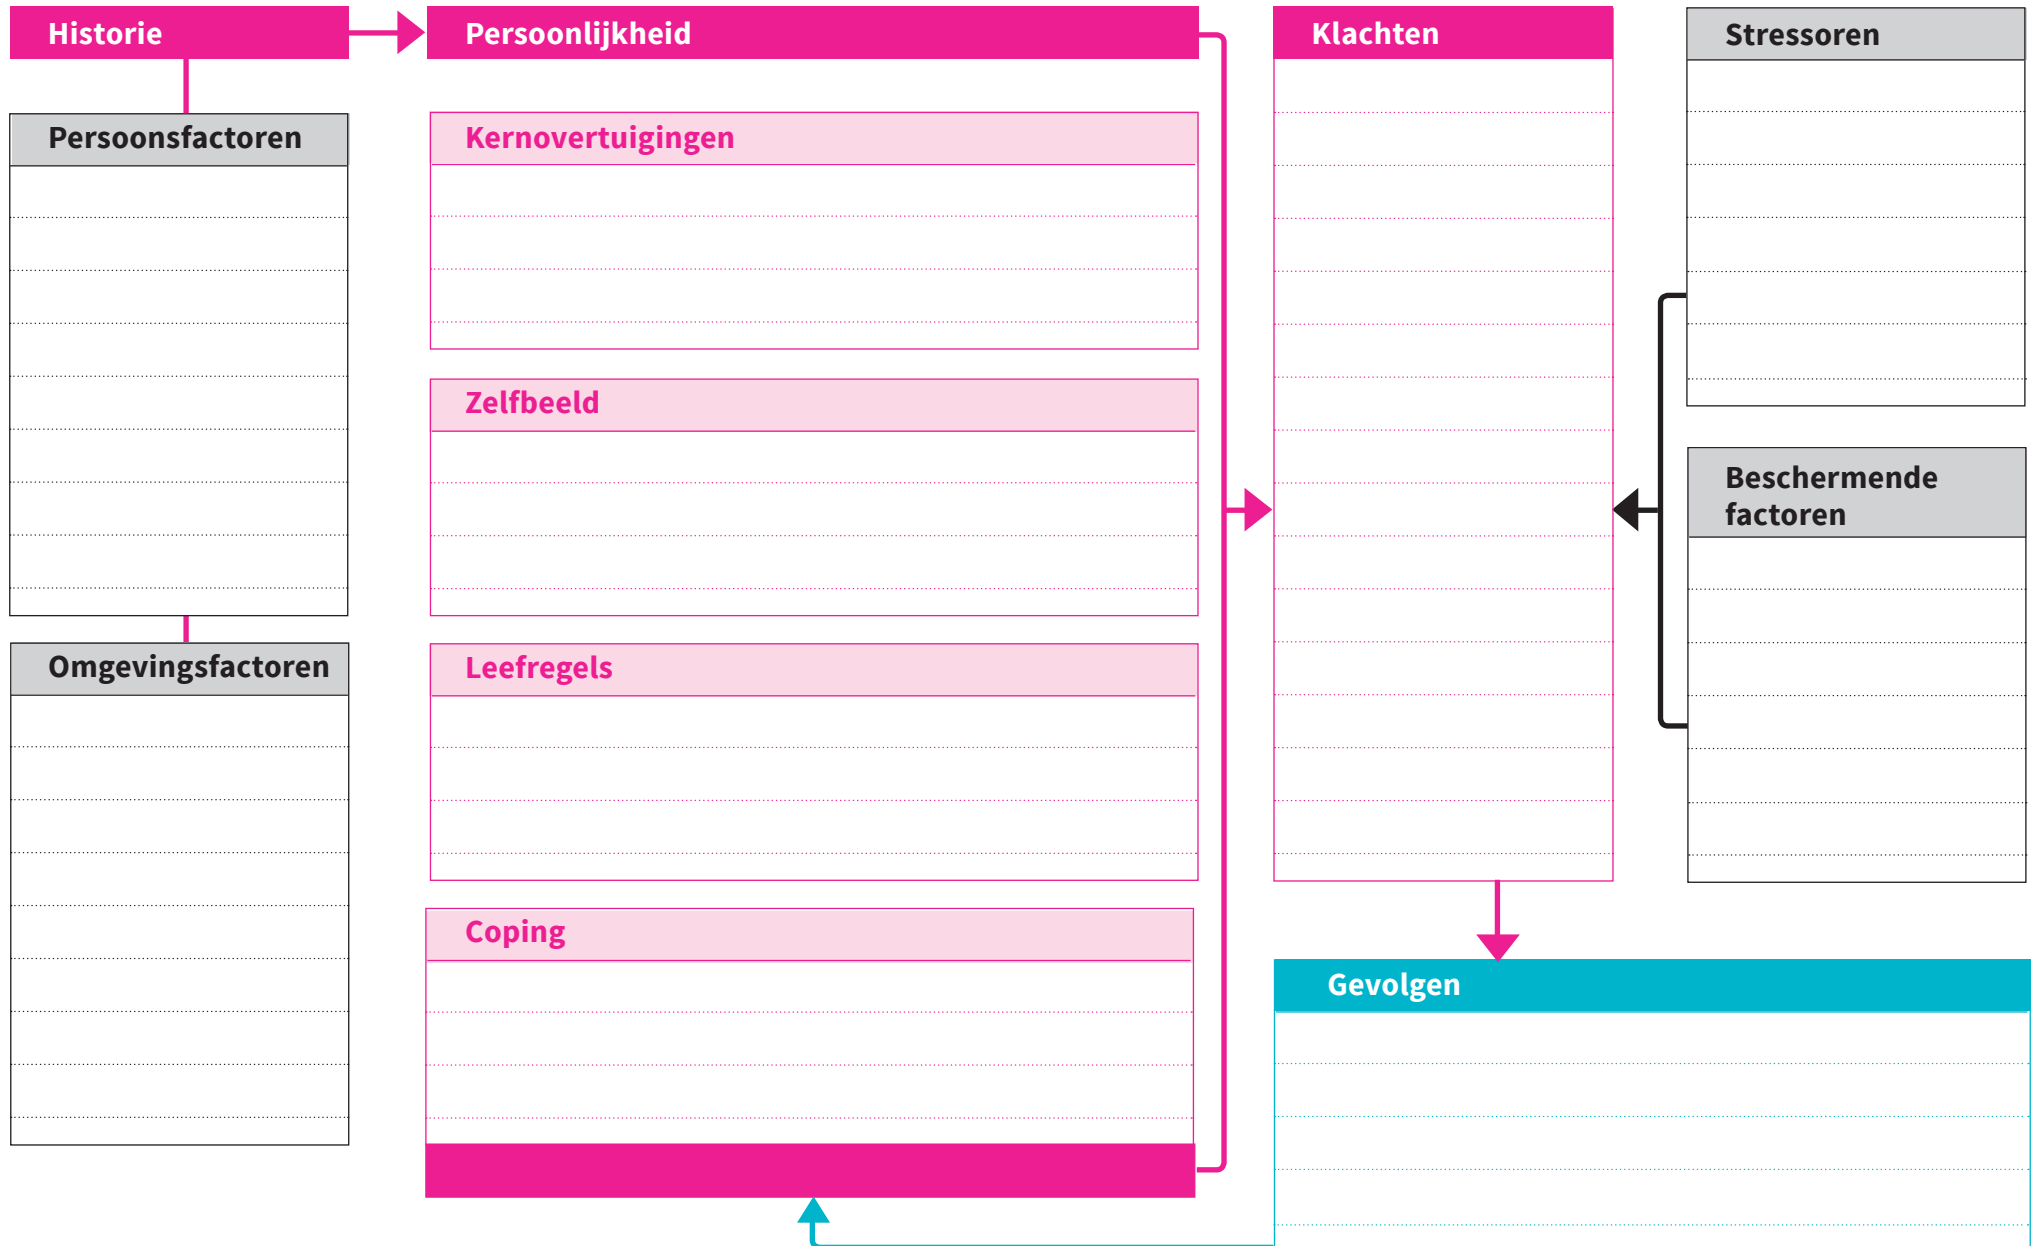 Historie
Persoonsfactoren
Omgevingsfactoren
Persoonlijkheid
Kernovertuigingen
Zelfbeeld
Leefregels
Coping
Klachten
Stressoren
Beschermende
factoren
Gevolgen